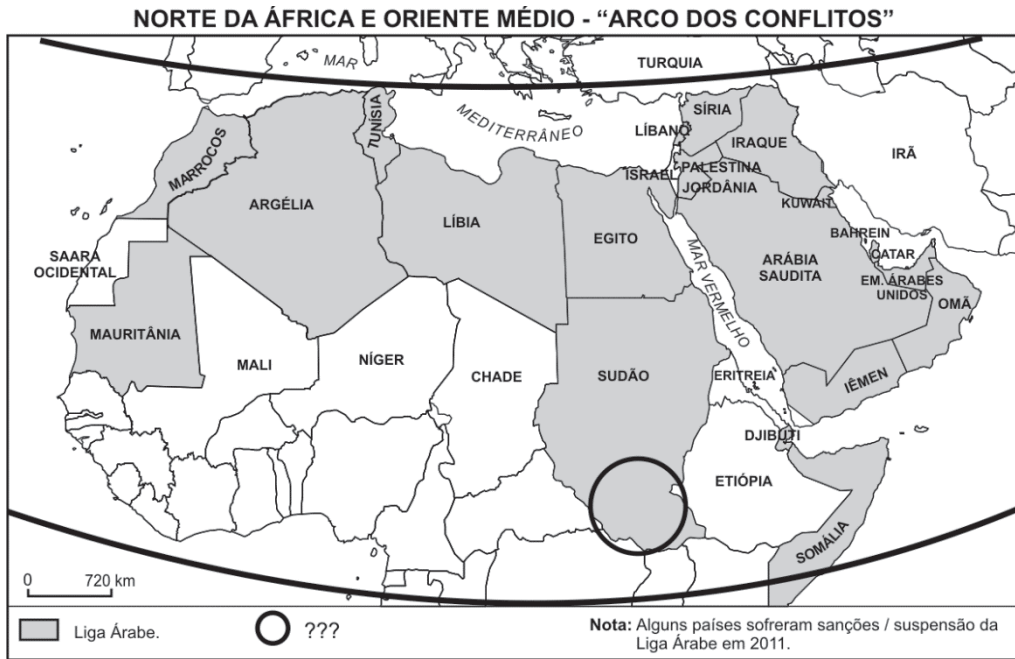 NORTE DA ÁFRICA E ORIENTE MÉDIO - “ARCO DOS CONFLITOS”
MAR
TURQUIA
MEDITERRÂNEO
TUNÍSIA
SÍRIA
LÍBANO
IRAQUE
IRÃ
MARROCOS
PALESTINA
ISRAEL
JORDÂNIA
ARGÉLIA
LÍBIA
EGITO
KUWAIT
BAHREIN
CATAR
SAARA
OCIDENTAL
ARÁBIA
SAUDITA
MAR VERMELHO
EM. ÁRABES
UNIDOS
OMÃ
MAURITÂNIA
MALI
NÍGER
CHADE
SUDÃO
ERITREIA
IÊMEN
DJIBUTI
ETIÓPIA
SOMÁLIA
0 720 km
Liga Árabe.
???
Nota: Alguns países sofreram sanções / suspensão da
Liga Árabe em 2011.